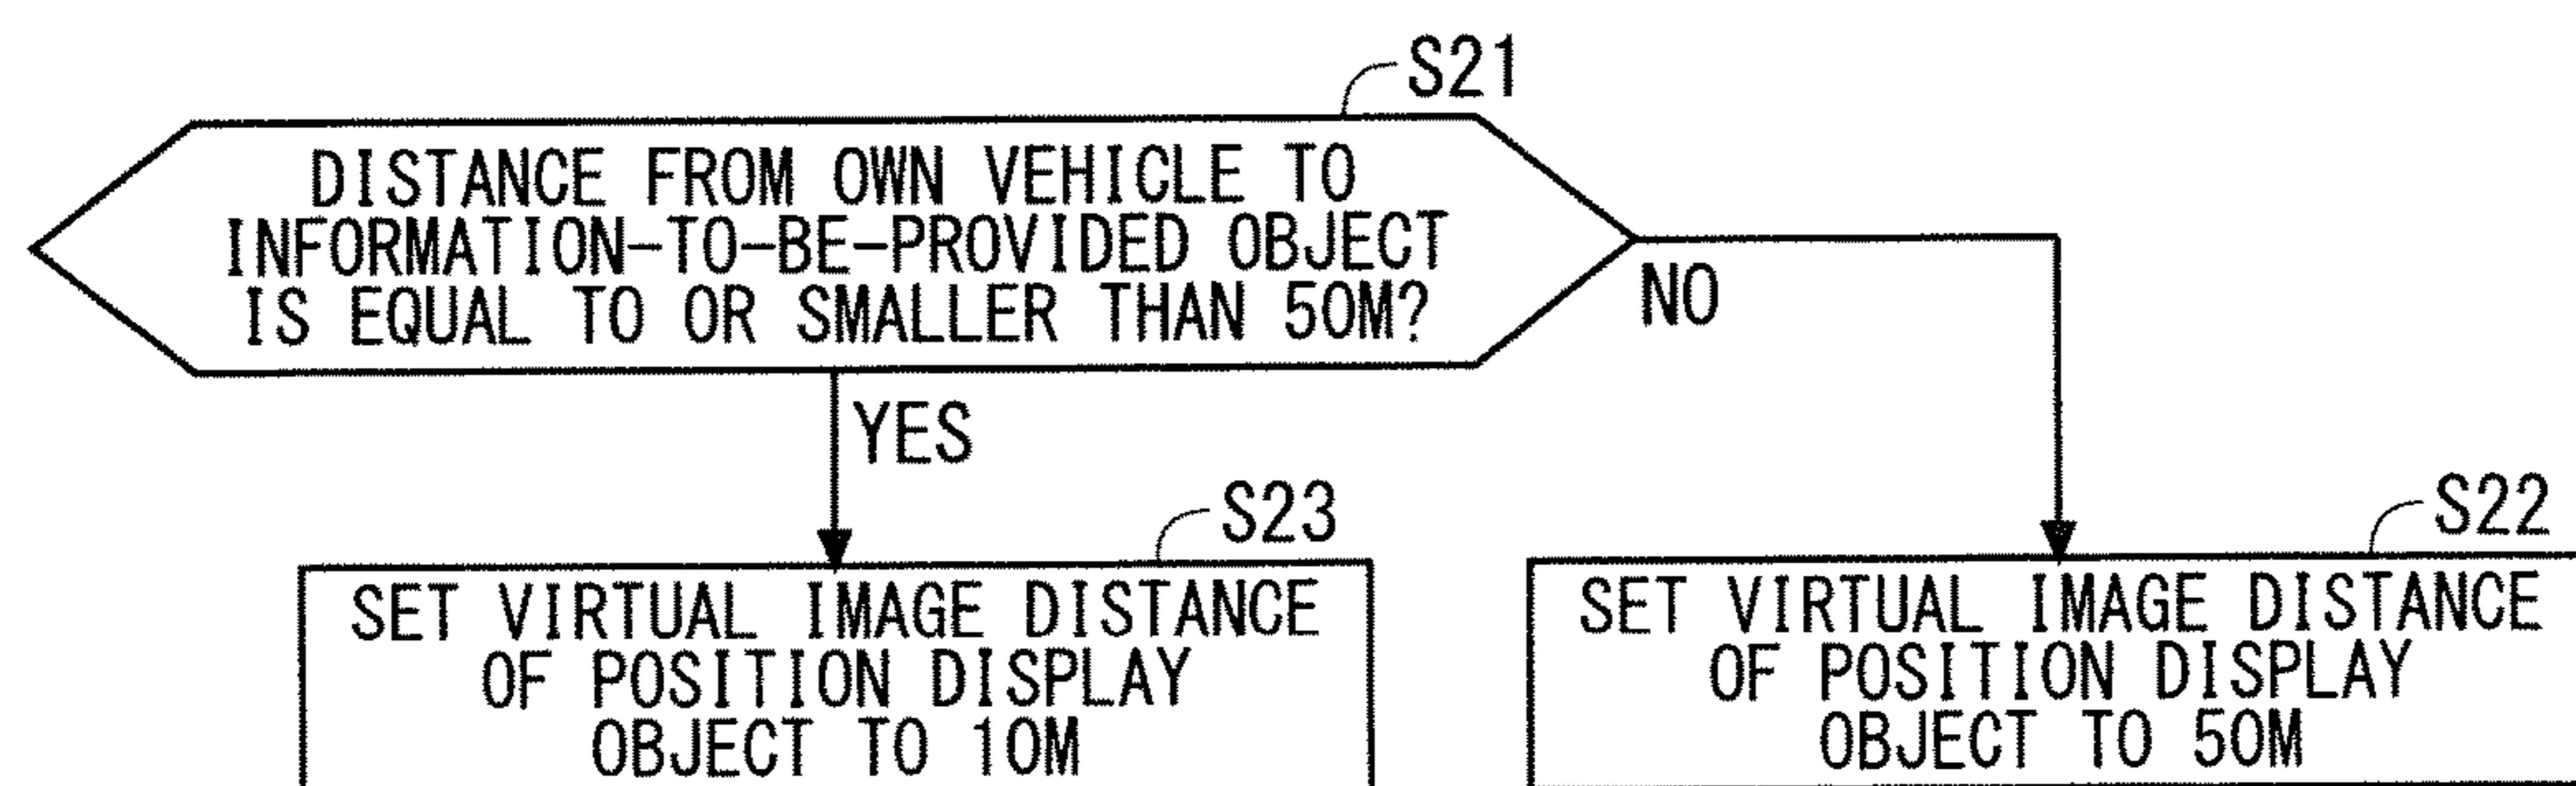 S21
DISTANCE FROM OWN VEHICLE TO
INFORMATION-TO-BE-PROVIDED OBJECT
IS EQUAL TO OR SMALLER THAN 50M?
NO
YES
S23
SET VIRTUAL IMAGE DISTANCE
OF POSITION DISPLAY
OBJECT TO 10M
S22
SET VIRTUAL IMAGE DISTANCE
OF POSITION DISPLAY
OBJECT TO 50M